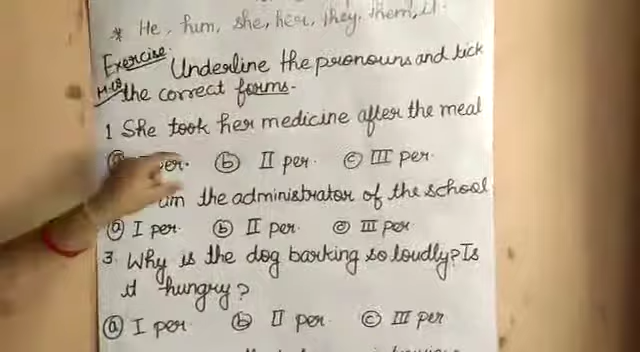 * He, him, she, her, they, them, it.
Exercise.
Underline the pronouns and tick
H.W the correct forms.
1 She took her medicine after the meal
per. ⓑ II per. ⓒ III per.
am the administrator of the school
ⓐ I per. ⓑ II per. ⓒ III per
3. Why is the dog barking so loudly? Is
it hungry?
ⓐ I per ⓑ II per. ⓒ III per